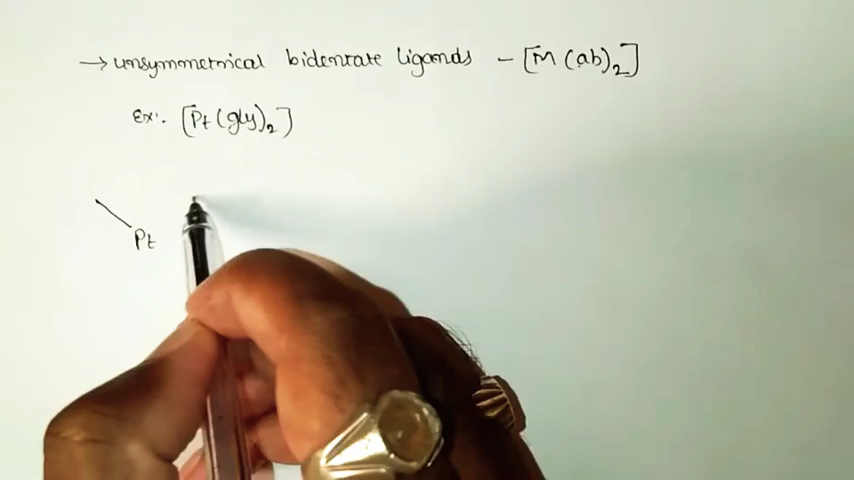 → unsymmetrical bidentate ligands - [M(ab)₂]
Ex:. [Pt(gly)₂]
Pt